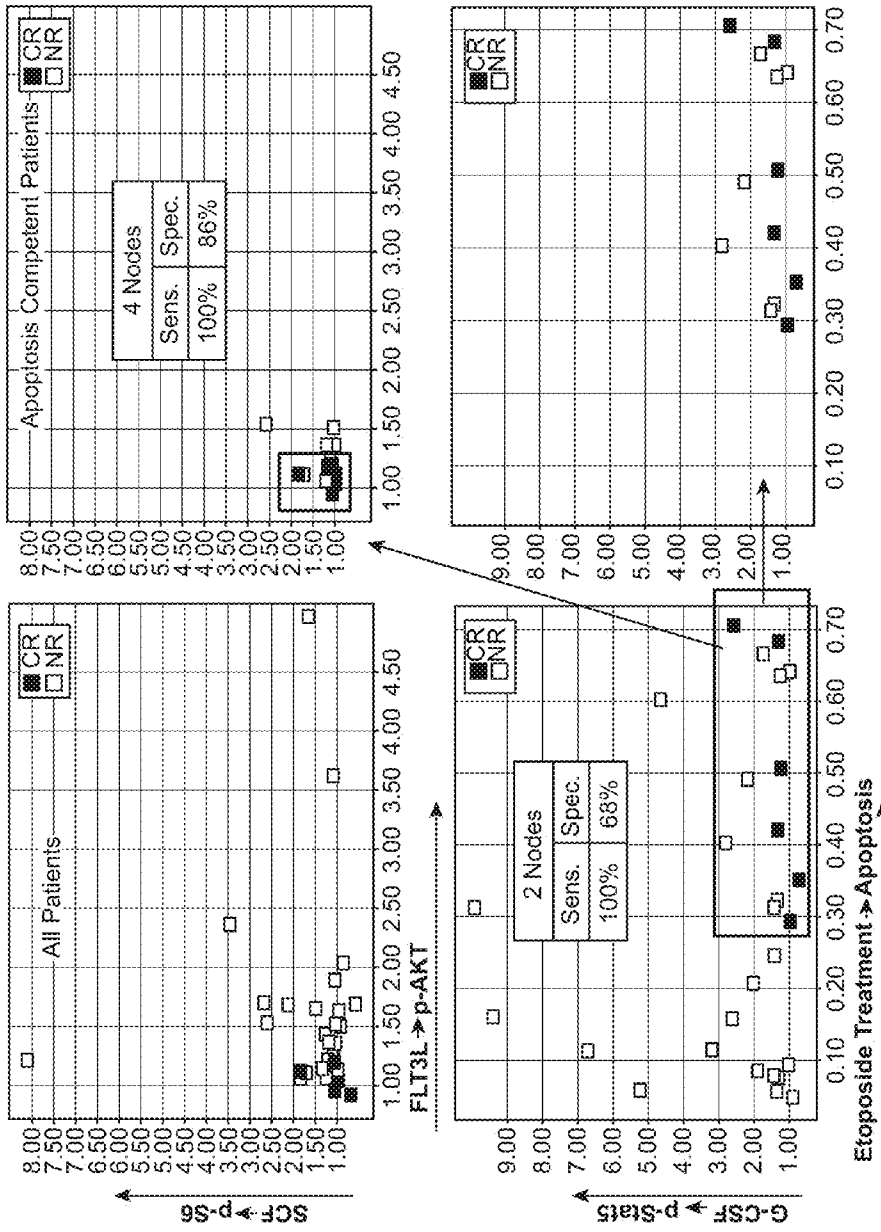 All Patients
CR
NR
8.00
7.50
7.00
6.50
6.00
5.50
5.00
4.50
4.00
3.50
3.00
2.50
2.00
1.50
1.00
SCF
p-S6
1.00 1.50 2.00 2.50 3.00 3.50 4.00 4.50
FLT3L→p-AKT
Apoptosis Competent Patients
CR
NR
8.00
7.50
7.00
6.50
6.00
5.50
5.00
4.50
4.00
3.50
3.00
2.50
2.00
1.50
1.00
4 Nodes
Sens. Spec.
100% 86%
1.00 1.50 2.00 2.50 3.00 3.50 4.00 4.50
CR
NR
9.00
8.00
7.00
6.00
5.00
4.00
3.00
2.00
1.00
2 Nodes
Sens. Spec.
100% 68%
G-CSF
p-Stat5
0.10 0.20 0.30 0.40 0.50 0.60 0.70
Etoposide Treatment→Apoptosis
CR
NR
9.00
8.00
7.00
6.00
5.00
4.00
3.00
2.00
1.00
0.10 0.20 0.30 0.40 0.50 0.60 0.70